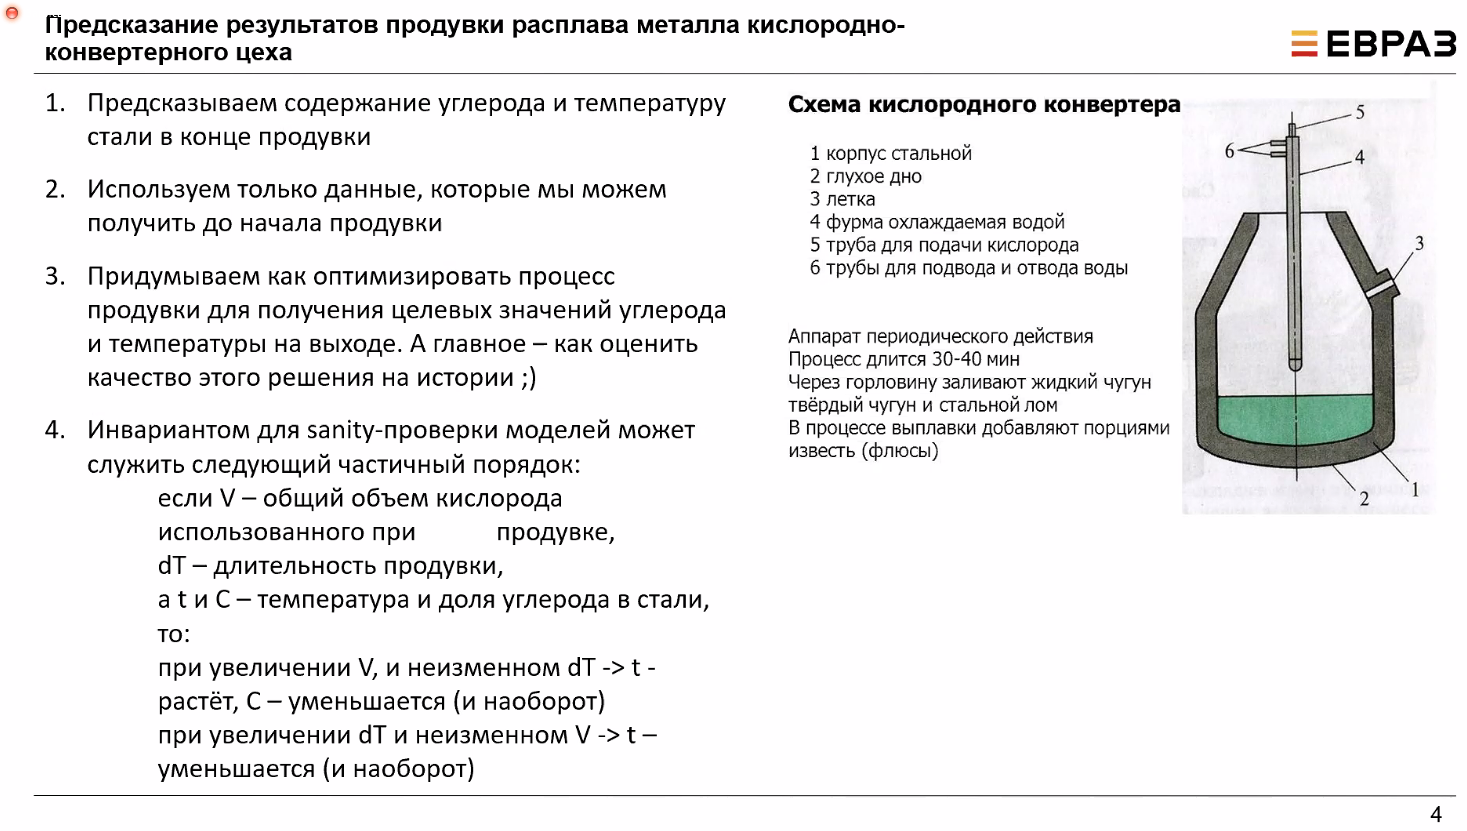 Предсказание результатов продувки расплава металла кислородно-
конвертерного цеха
ЕВРАЗ
1. Предсказываем содержание углерода и температуру
стали в конце продувки
2. Используем только данные, которые мы можем
получить до начала продувки
3. Придумываем как оптимизировать процесс
продувки для получения целевых значений углерода
и температуры на выходе. А главное – как оценить
качество этого решения на истории ;)
4. Инвариантом для sanity-проверки моделей может
служить следующий частичный порядок:
если V – общий объем кислорода
использованного при продувке,
dT – длительность продувки,
а t и C – температура и доля углерода в стали,
то:
при увеличении V, и неизменном dT -> t -
растёт, C – уменьшается (и наоборот)
при увеличении dT и неизменном V -> t –
уменьшается (и наоборот)
Схема кислородного конвертера
1 корпус стальной
2 глухое дно
3 летка
4 фурма охлаждаемая водой
5 труба для подачи кислорода
6 трубы для подвода и отвода воды
Аппарат периодического действия
Процесс длится 30-40 мин
Через горловину заливают жидкий чугун
твёрдый чугун и стальной лом
В процессе выплавки добавляют порциями
известь (флюсы)
5
6
4
3
1
2
4